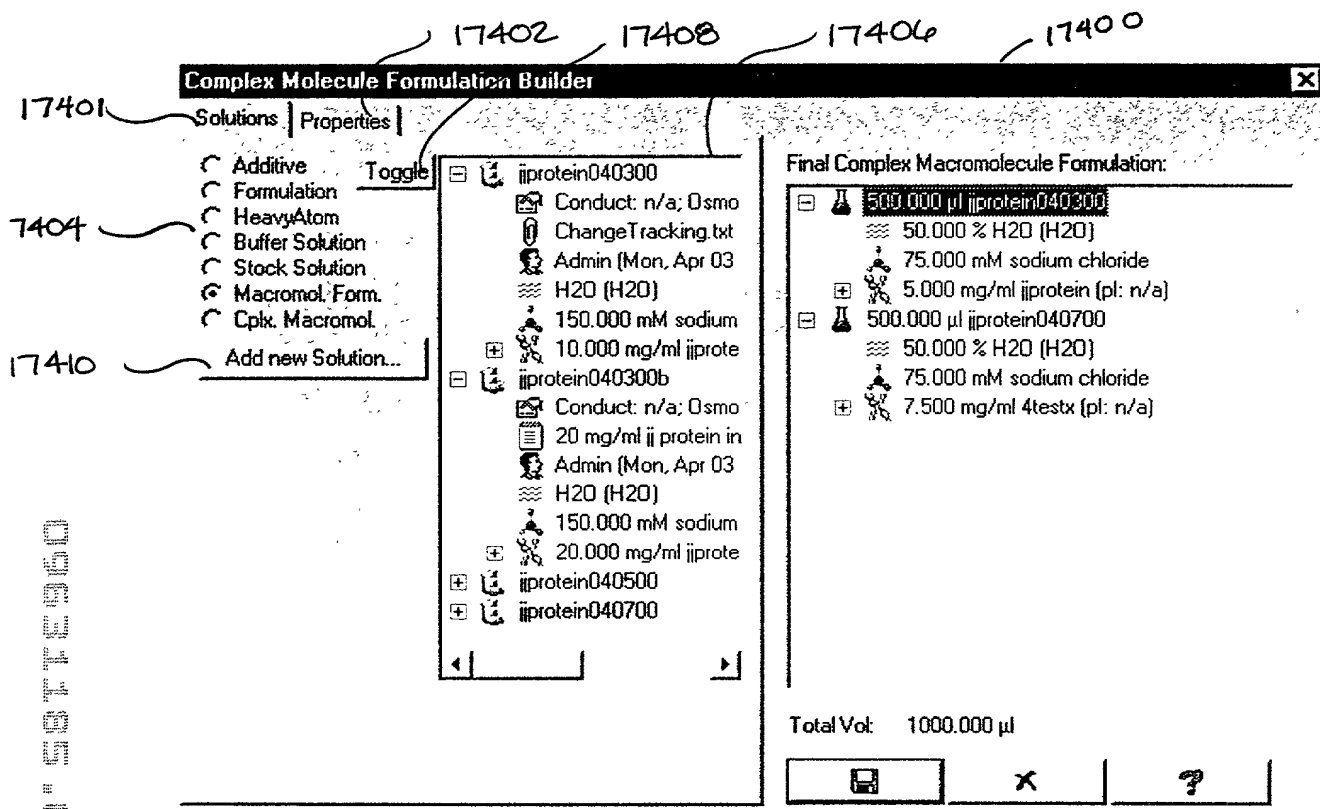 17402 17408 17406 17400
Complex Molecule Formulation Builder
17401
Solutions Properties
Additive
Toggle
Formulation
HeavyAtom
7404
Buffer Solution
Stock Solution
Macromol. Form.
Cplx. Macromol.
17410
Add new Solution...
jjprotein040300
Conduct: n/a; Osmo
ChangeTracking.txt
Admin (Mon, Apr 03
H2O (H2O)
150.000 mM sodium
10.000 mg/ml jjprote
jjprotein040300b
Conduct: n/a; Osmo
20 mg/ml jj protein in
Admin (Mon, Apr 03
H2O (H2O)
150.000 mM sodium
20.000 mg/ml jjprote
jjprotein040500
jjprotein040700
Final Complex Macromolecule Formulation:
500.000 µl jjprotein040300
50.000 % H2O (H2O)
75.000 mM sodium chloride
5.000 mg/ml jjprotein (pI: n/a)
500.000 µl jjprotein040700
50.000 % H2O (H2O)
75.000 mM sodium chloride
7.500 mg/ml 4testx (pI: n/a)
Total Vol: 1000.000 µl